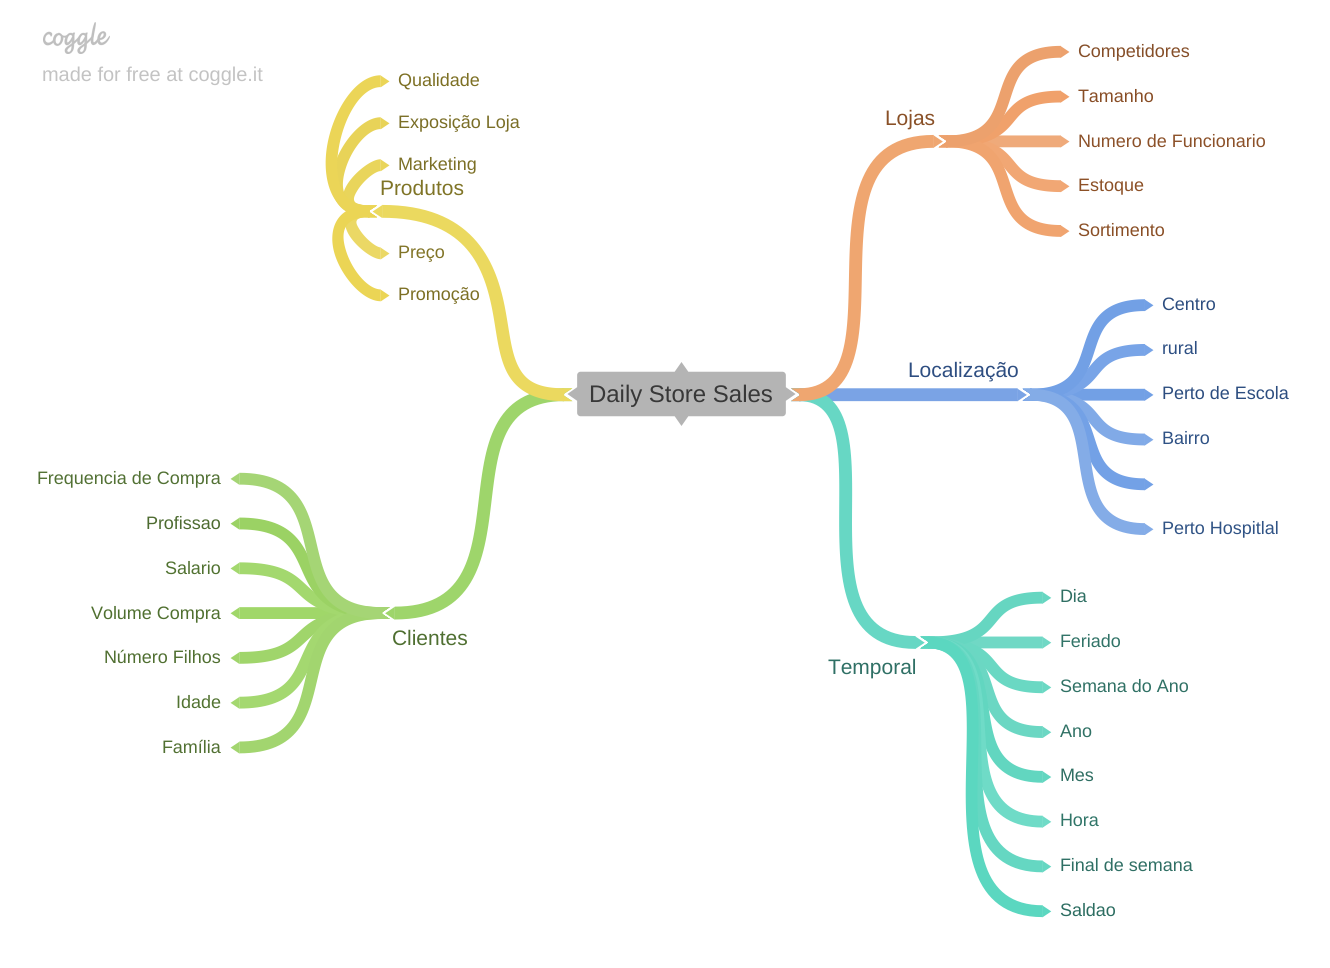 coggle
made for free at coggle.it
Qualidade
Exposição Loja
Marketing
Produtos
Preço
Promoção
Lojas
Competidores
Tamanho
Numero de Funcionario
Estoque
Sortimento
Daily Store Sales
Localização
Centro
rural
Perto de Escola
Bairro
Perto Hospitlal
Frequencia de Compra
Profissao
Salario
Volume Compra
Número Filhos
Idade
Família
Clientes
Temporal
Dia
Feriado
Semana do Ano
Ano
Mes
Hora
Final de semana
Saldao